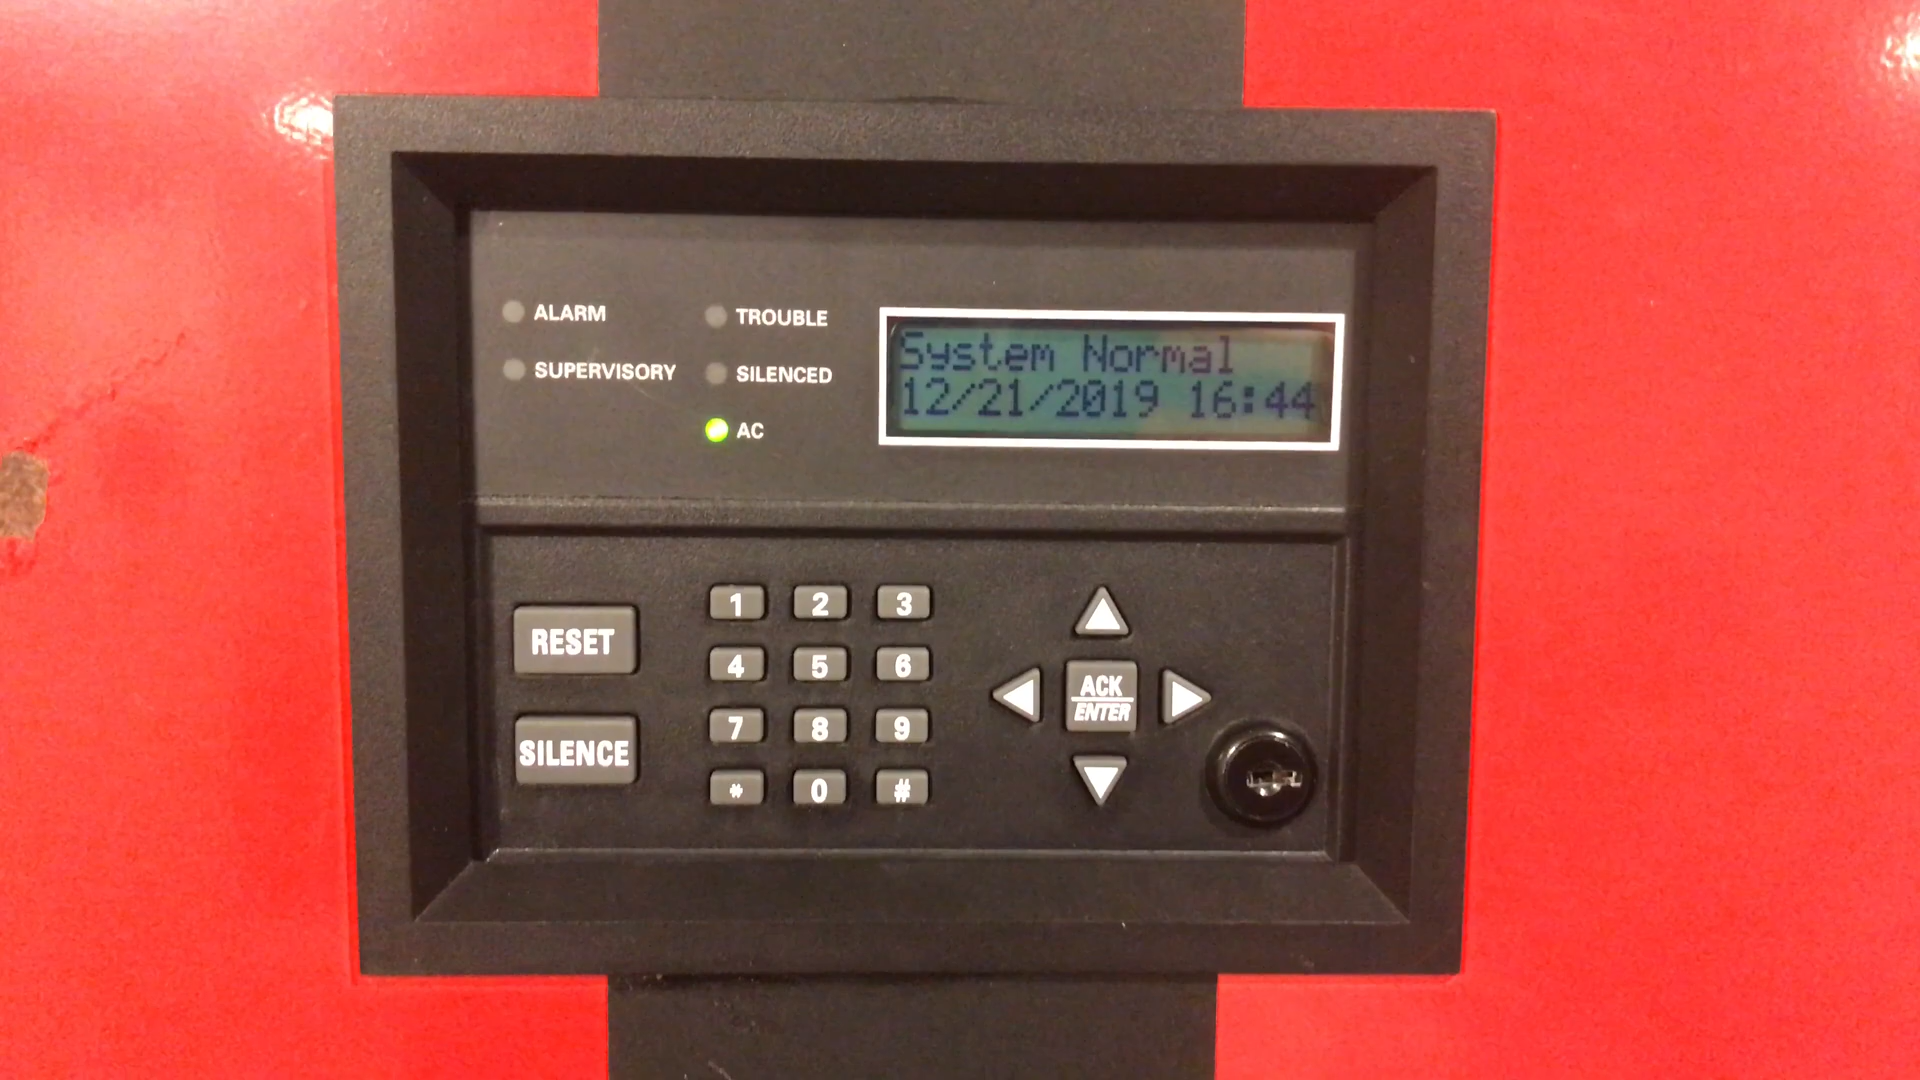 ALARM
TROUBLE
SUPERVISORY
SILENCED
AC
System Normal
12/21/2019 16:44
RESET
SILENCE
1 2 3
4 5 6
7 8 9
* 0 #
ACK
ENTER